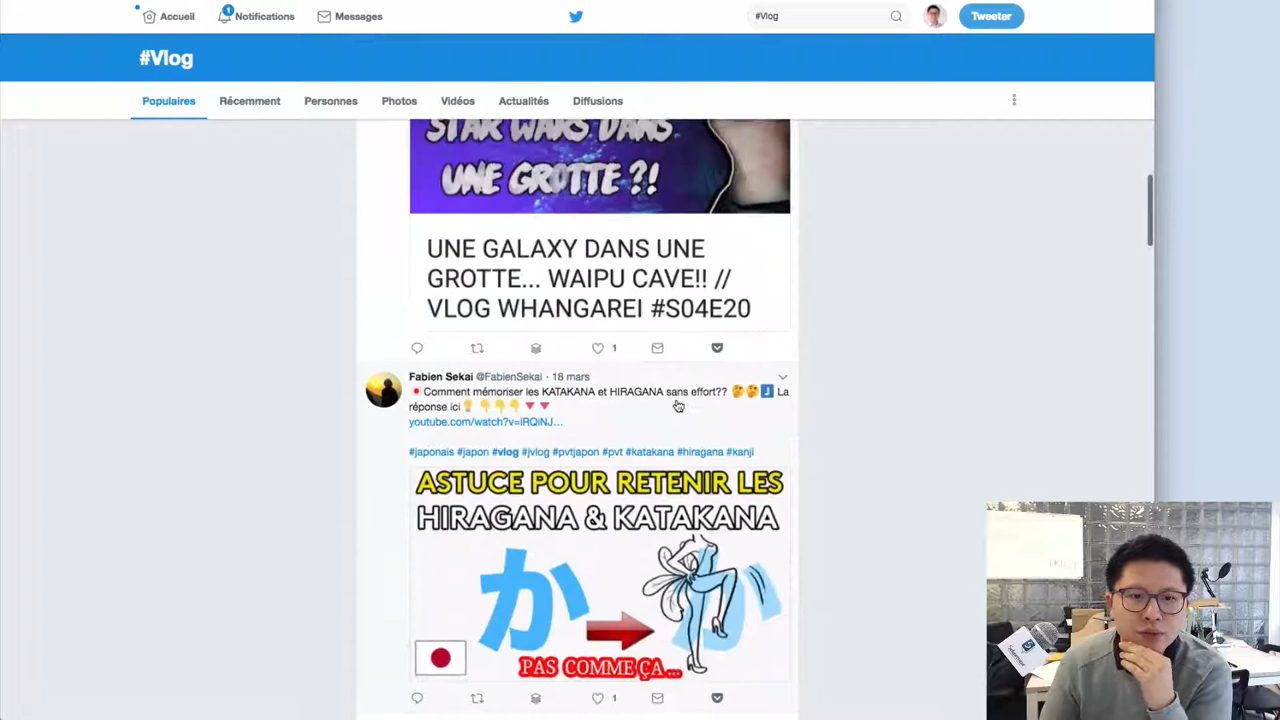 Accueil
1
Notifications
Messages
#Vlog
Tweeter
#Vlog
Populaires
Récemment
Personnes
Photos
Vidéos
Actualités
Diffusions
STAR WARS DANS
UNE GROTTE ?!
UNE GALAXY DANS UNE
GROTTE... WAIPU CAVE!! //
VLOG WHANGAREI #S04E20
1
Fabien Sekai @FabienSekai · 18 mars
🇯🇵Comment mémoriser les KATAKANA et HIRAGANA sans effort?? 🤔🤔 J La
réponse ici 💡👇👇👇🔻🔻
youtube.com/watch?v=iRQiNJ...
#japonais #japon #vlog #jvlog #pvtjapon #pvt #katakana #hiragana #kanji
ASTUCE POUR RETENIR LES
HIRAGANA & KATAKANA
か
か
PAS COMME ÇA...
1